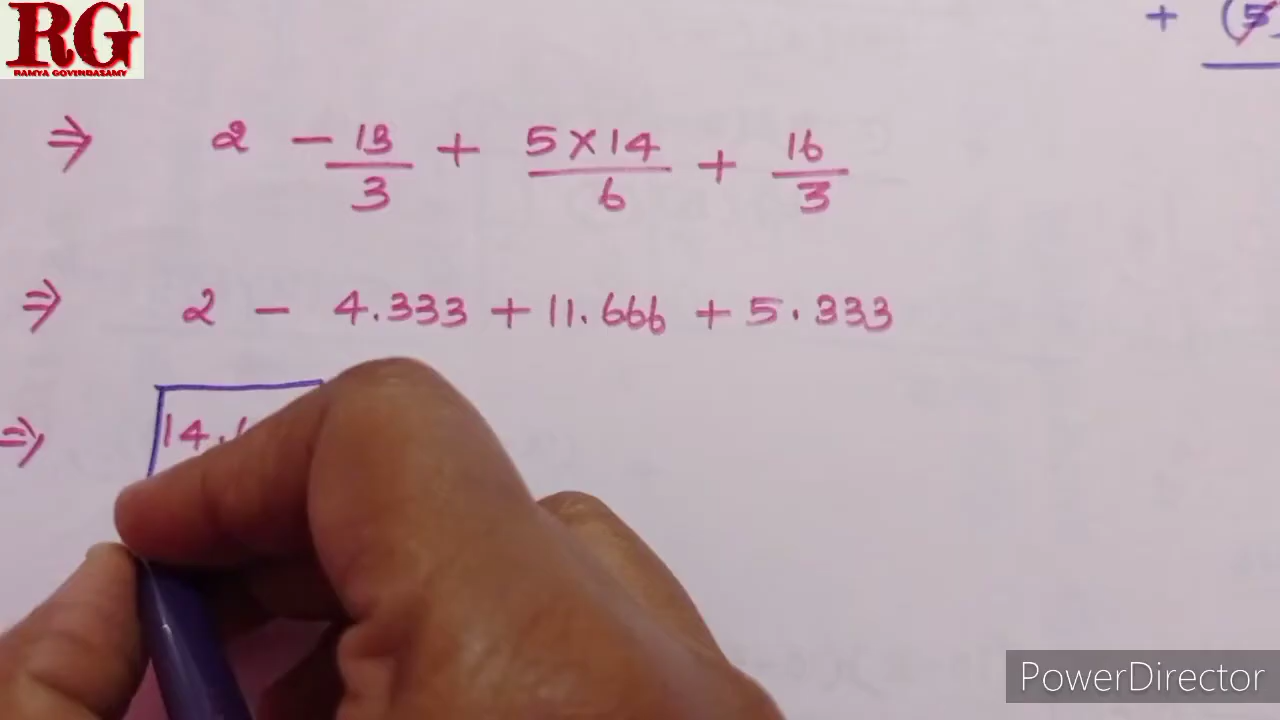 RG
RAMYA GOVINDASAMY
+ (5
⇒ 2 - 13/3 + 5×14/6 + 16/3
⇒ 2 - 4.333 + 11.666 + 5.333
⇒ 14.6
PowerDirector